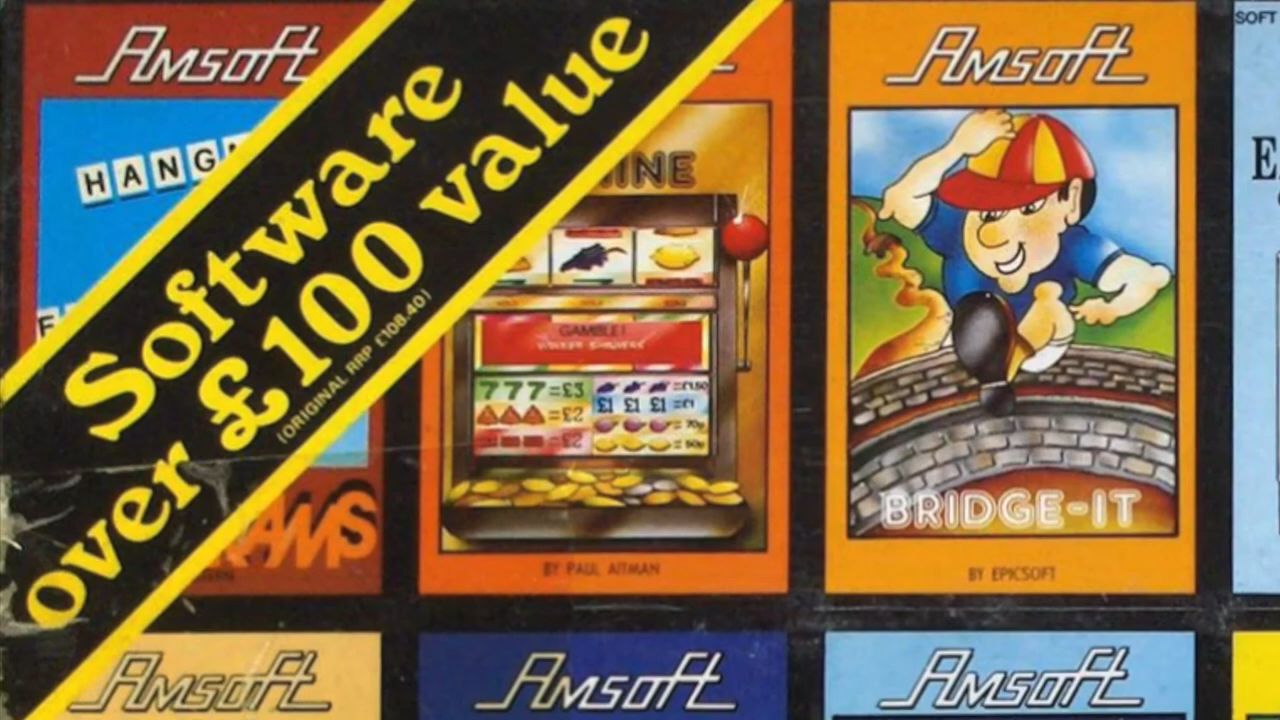 Amsoft
HANG
Software
over £100 value
(ORIGINAL RRP £108.40)
Amsoft
SOFT
INE
GAMBLE!
777=£3
=£1.50
=£2
£1 £1 £1 =£1
=70p
=£2
=50p
BRIDGE-IT
AMS
BY PAUL AITMAN
BY EPICSOFT
Amsoft
Amsoft
Amsoft